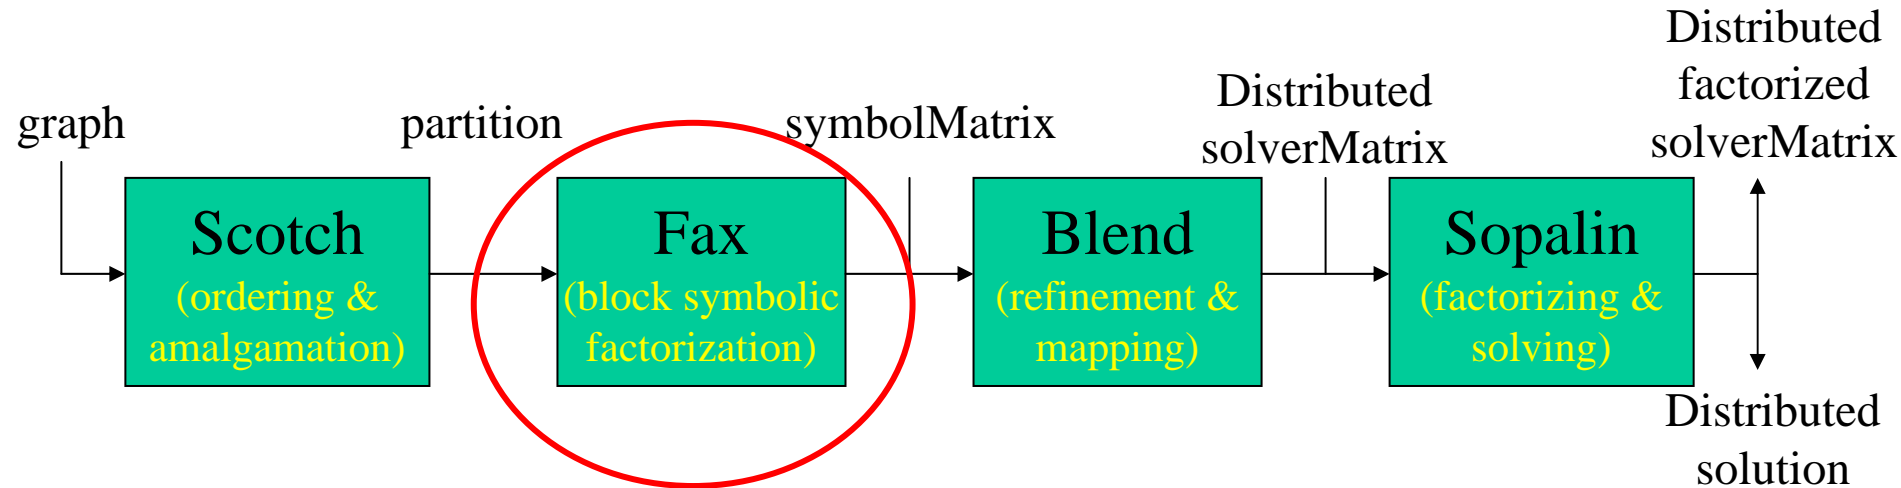 graph
partition
symbolMatrix
Distributed
solverMatrix
Distributed
factorized
solverMatrix
Scotch
(ordering &
amalgamation)
Fax
(block symbolic
factorization)
Blend
(refinement &
mapping)
Sopalin
(factorizing &
solving)
Distributed
solution